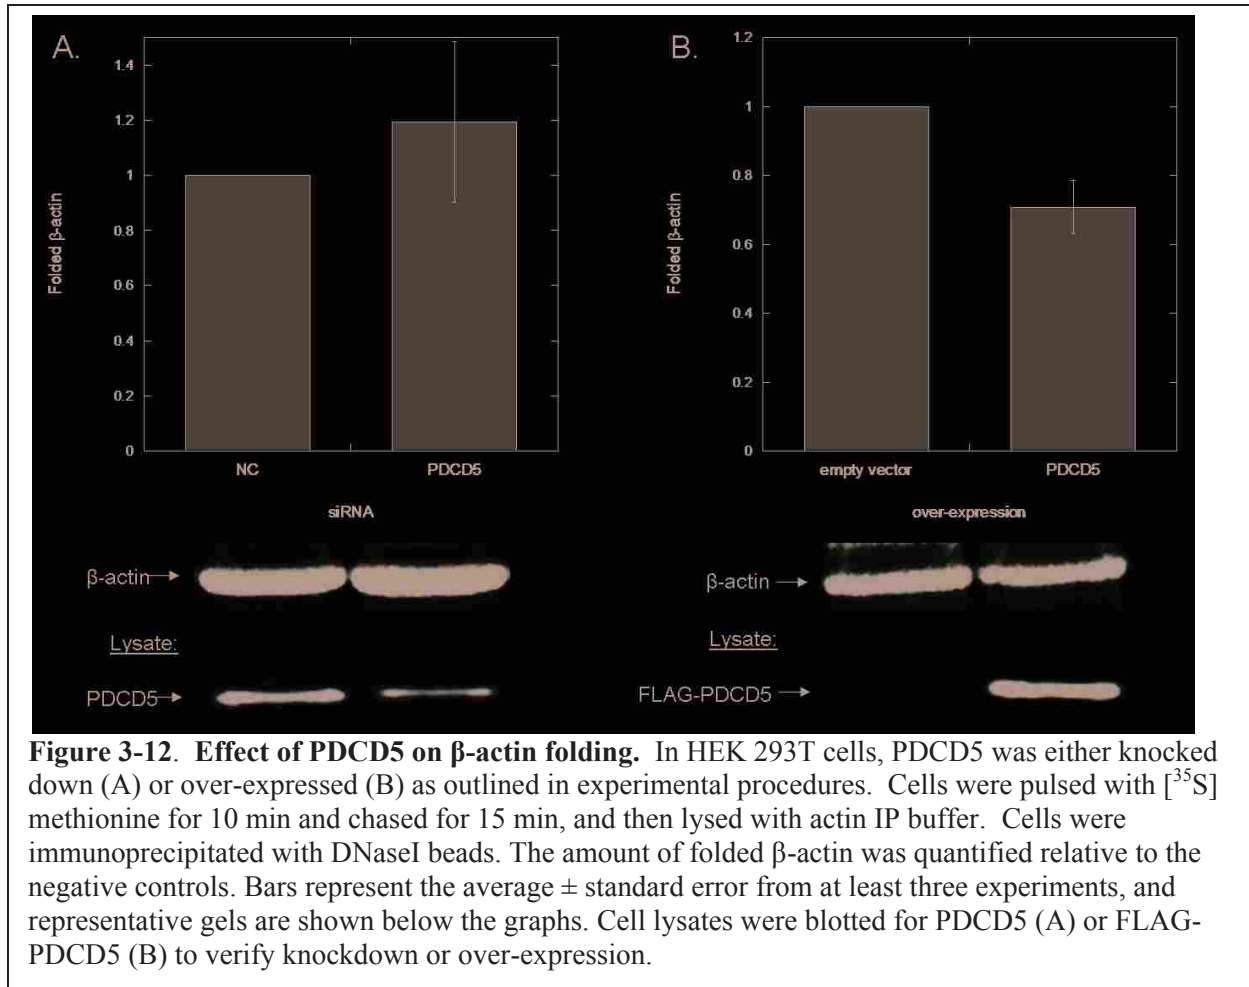 A.
1.4
1.2
1
0.8
0.6
0.4
0.2
0
Folded β-actin
NC PDCD5
siRNA
β-actin
Lysate:
PDCD5
B.
1.2
1
0.8
0.6
0.4
0.2
0
Folded β-actin
empty vector PDCD5
over-expression
β-actin
Lysate:
FLAG-PDCD5
Figure 3-12. Effect of PDCD5 on β-actin folding. In HEK 293T cells, PDCD5 was either knocked
down (A) or over-expressed (B) as outlined in experimental procedures. Cells were pulsed with [³⁵S]
methionine for 10 min and chased for 15 min, and then lysed with actin IP buffer. Cells were
immunoprecipitated with DNaseI beads. The amount of folded β-actin was quantified relative to the
negative controls. Bars represent the average ± standard error from at least three experiments, and
representative gels are shown below the graphs. Cell lysates were blotted for PDCD5 (A) or FLAG-
PDCD5 (B) to verify knockdown or over-expression.